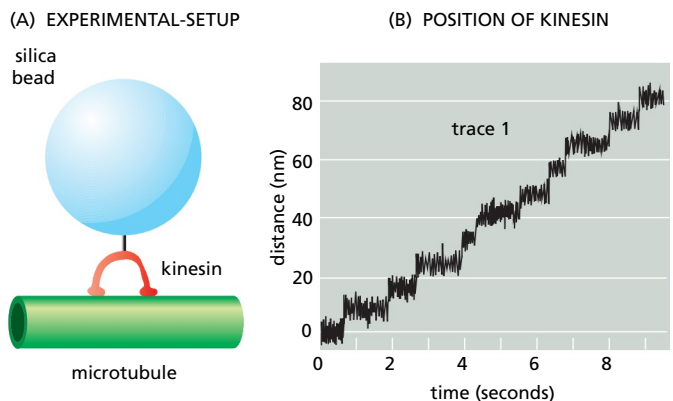 (A) EXPERIMENTAL-SETUP
silica
bead
kinesin
microtubule
(B) POSITION OF KINESIN
trace 1
distance (nm)
80
60
40
20
0
0 2 4 6 8
time (seconds)